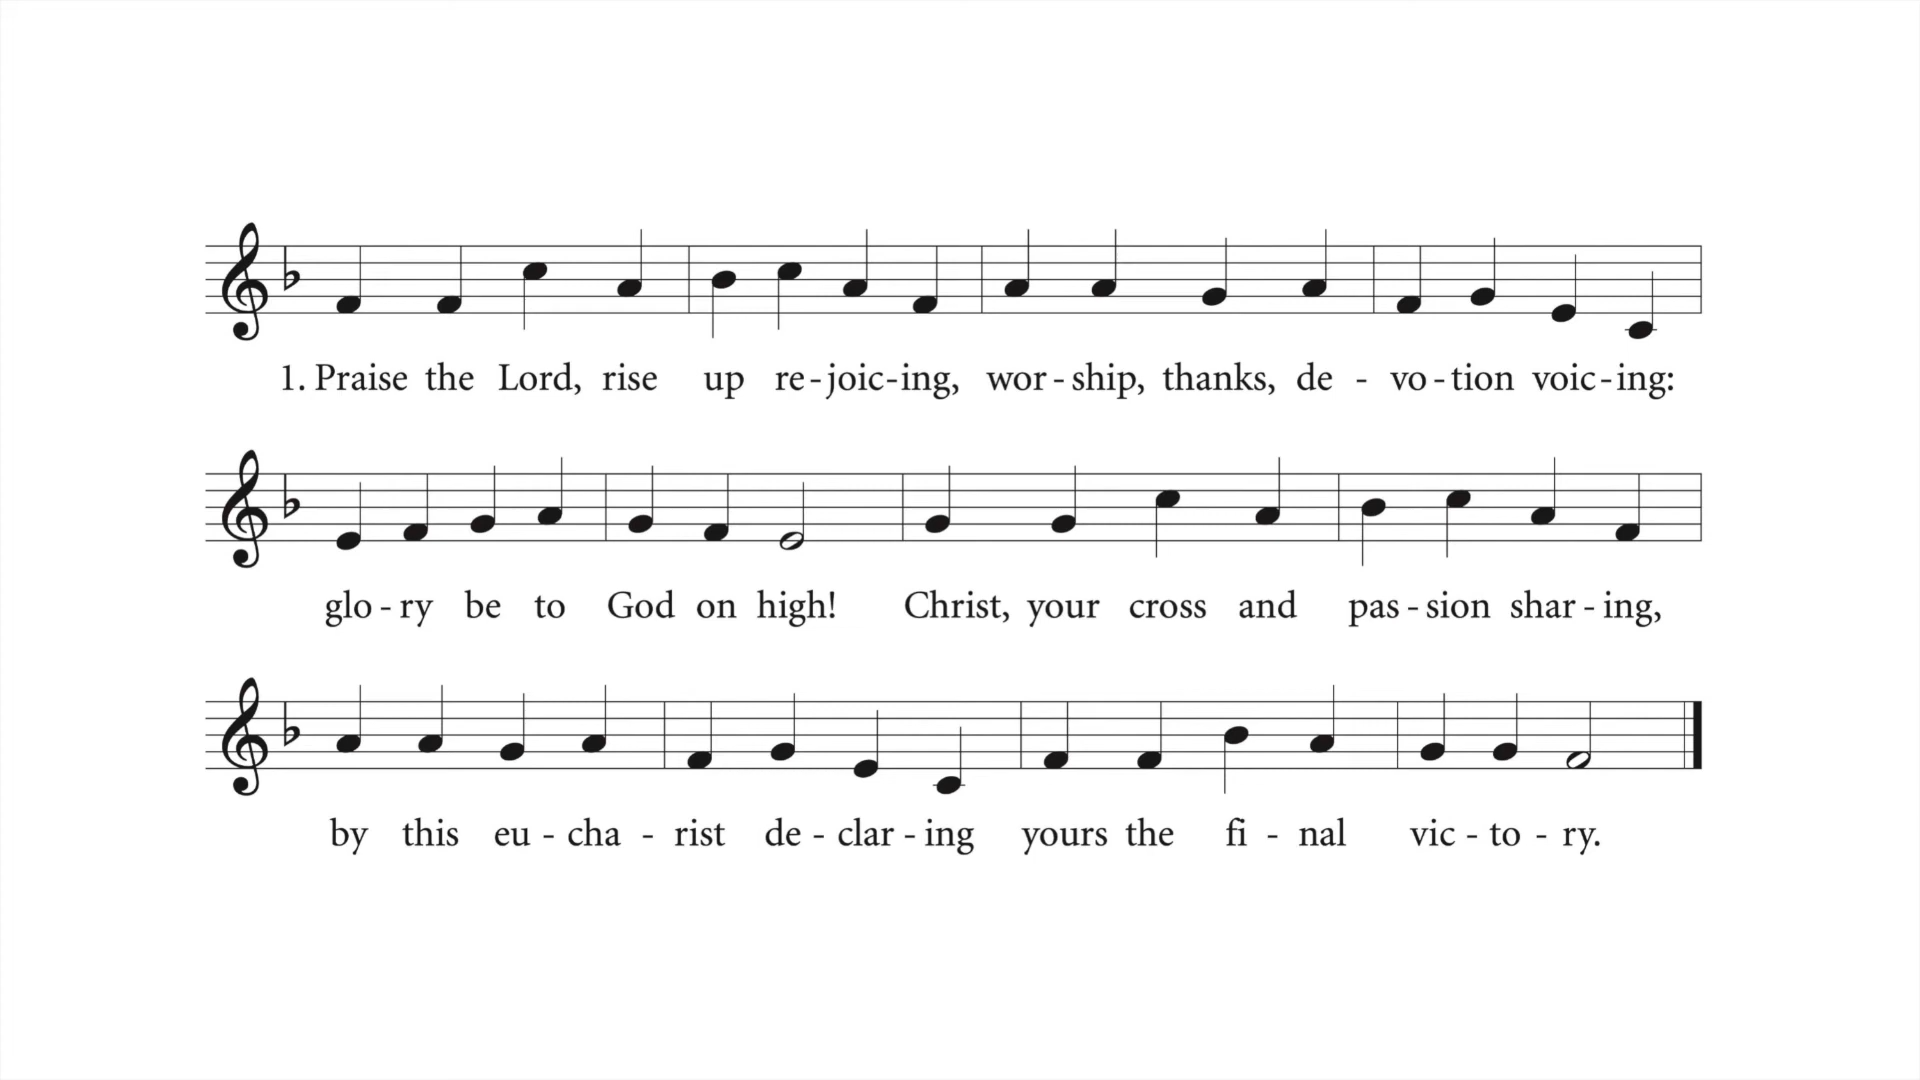 1. Praise the Lord, rise up re-joic-ing, wor-ship, thanks, de - vo-tion voic-ing:
glo-ry be to God on high! Christ, your cross and pas-sion shar-ing,
by this eu - cha - rist de - clar - ing yours the fi - nal vic - to - ry.